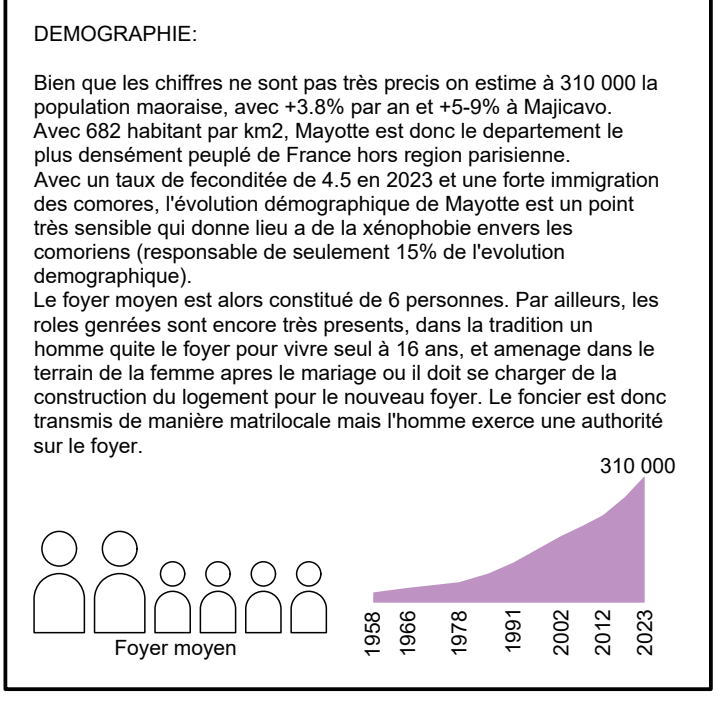 DEMOGRAPHIE:
Bien que les chiffres ne sont pas très precis on estime à 310 000 la
population maoraise, avec +3.8% par an et +5-9% à Majicavo.
Avec 682 habitant par km2, Mayotte est donc le departement le
plus densément peuplé de France hors region parisienne.
Avec un taux de feconditée de 4.5 en 2023 et une forte immigration
des comores, l'évolution démographique de Mayotte est un point
très sensible qui donne lieu a de la xénophobie envers les
comoriens (responsable de seulement 15% de l'evolution
demographique).
Le foyer moyen est alors constitué de 6 personnes. Par ailleurs, les
roles genrées sont encore très presents, dans la tradition un
homme quite le foyer pour vivre seul à 16 ans, et amenage dans le
terrain de la femme apres le mariage ou il doit se charger de la
construction du logement pour le nouveau foyer. Le foncier est donc
transmis de manière matrilocale mais l'homme exerce une authorité
sur le foyer.
310 000
Foyer moyen
1958
1966
1978
1991
2002
2012
2023